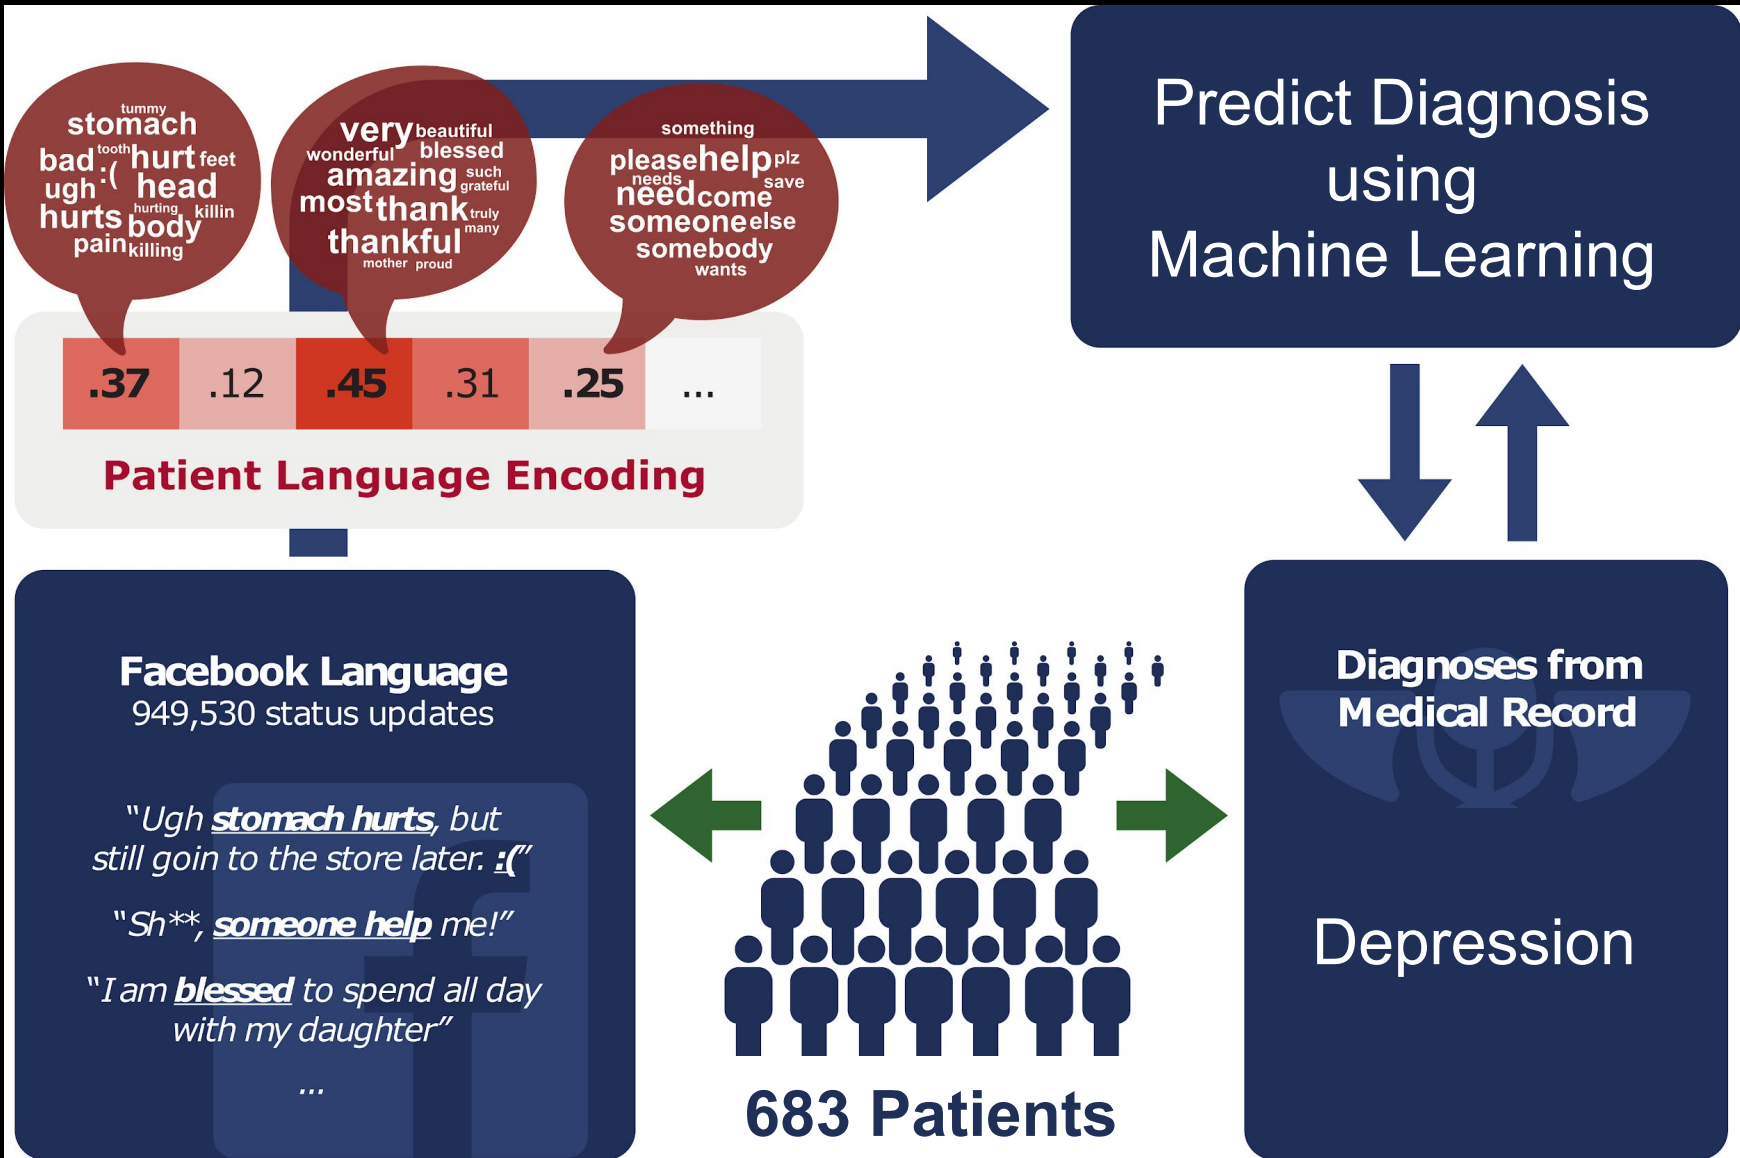 tummy
stomach
bad tooth hurt feet
ugh :( head
hurts hurting killin
body
pain killing
very beautiful
wonderful blessed
amazing such
grateful
most thank truly
many
thankful
mother proud
something
please help plz
needs
need come save
someone else
somebody
wants
.37 .12 .45 .31 .25 ...
Patient Language Encoding
Predict Diagnosis
using
Machine Learning
Facebook Language
949,530 status updates
“Ugh stomach hurts, but
still goin to the store later. :(”
“Sh**, someone help me!”
“I am blessed to spend all day
with my daughter”
...
683 Patients
Diagnoses from
Medical Record
Depression